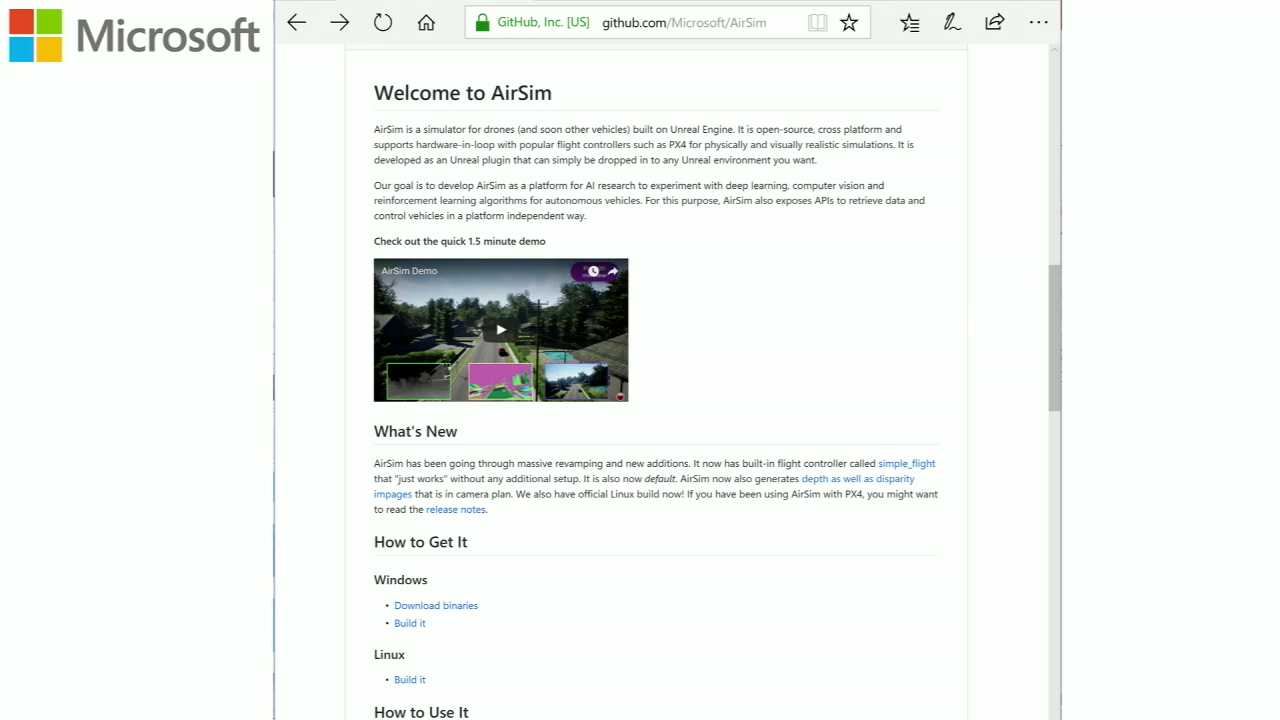 Microsoft
GitHub, Inc. [US] github.com/Microsoft/AirSim
Welcome to AirSim
AirSim is a simulator for drones (and soon other vehicles) built on Unreal Engine. It is open-source, cross platform and
supports hardware-in-loop with popular flight controllers such as PX4 for physically and visually realistic simulations. It is
developed as an Unreal plugin that can simply be dropped in to any Unreal environment you want.
Our goal is to develop AirSim as a platform for AI research to experiment with deep learning, computer vision and
reinforcement learning algorithms for autonomous vehicles. For this purpose, AirSim also exposes APIs to retrieve data and
control vehicles in a platform independent way.
Check out the quick 1.5 minute demo
AirSim Demo
What's New
AirSim has been going through massive revamping and new additions. It now has built-in flight controller called simple_flight
that "just works" without any additional setup. It is also now default. AirSim now also generates depth as well as disparity
impages that is in camera plan. We also have official Linux build now! If you have been using AirSim with PX4, you might want
to read the release notes.
How to Get It
Windows
• Download binaries
• Build it
Linux
• Build it
How to Use It